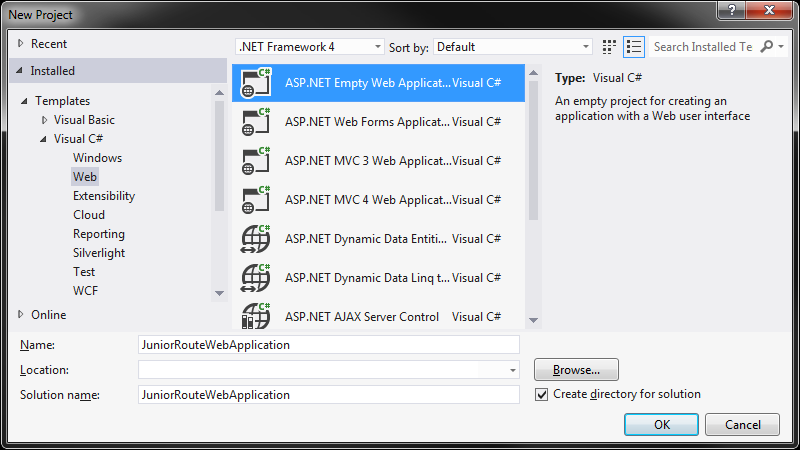 New Project
Recent
.NET Framework 4 Sort by: Default Search Installed Te
Installed
Templates
Visual Basic
Visual C#
Windows
Web
Extensibility
Cloud
Reporting
Silverlight
Test
WCF
Online
ASP.NET Empty Web Applicat... Visual C#
ASP.NET Web Forms Applicat... Visual C#
ASP.NET MVC 3 Web Applicat... Visual C#
ASP.NET MVC 4 Web Applicat... Visual C#
ASP.NET Dynamic Data Entiti... Visual C#
ASP.NET Dynamic Data Linq t... Visual C#
ASP.NET AJAX Server Control Visual C#
Type: Visual C#
An empty project for creating an
application with a Web user interface
Name: JuniorRouteWebApplication
Location: Browse...
Solution name: JuniorRouteWebApplication Create directory for solution
OK Cancel